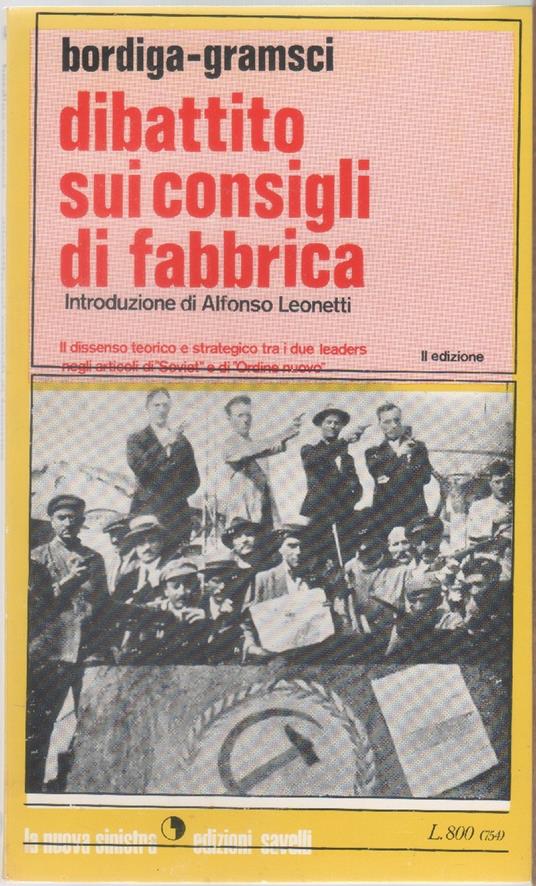 bordiga-gramsci
dibattito
sui consigli
di fabbrica
Introduzione di Alfonso Leonetti
Il dissenso teorico e strategico tra i due leaders
negli articoli di "Soviet" e di "Ordine nuovo"
II edizione
la nuova sinistra edizioni savelli
L. 800 (754)